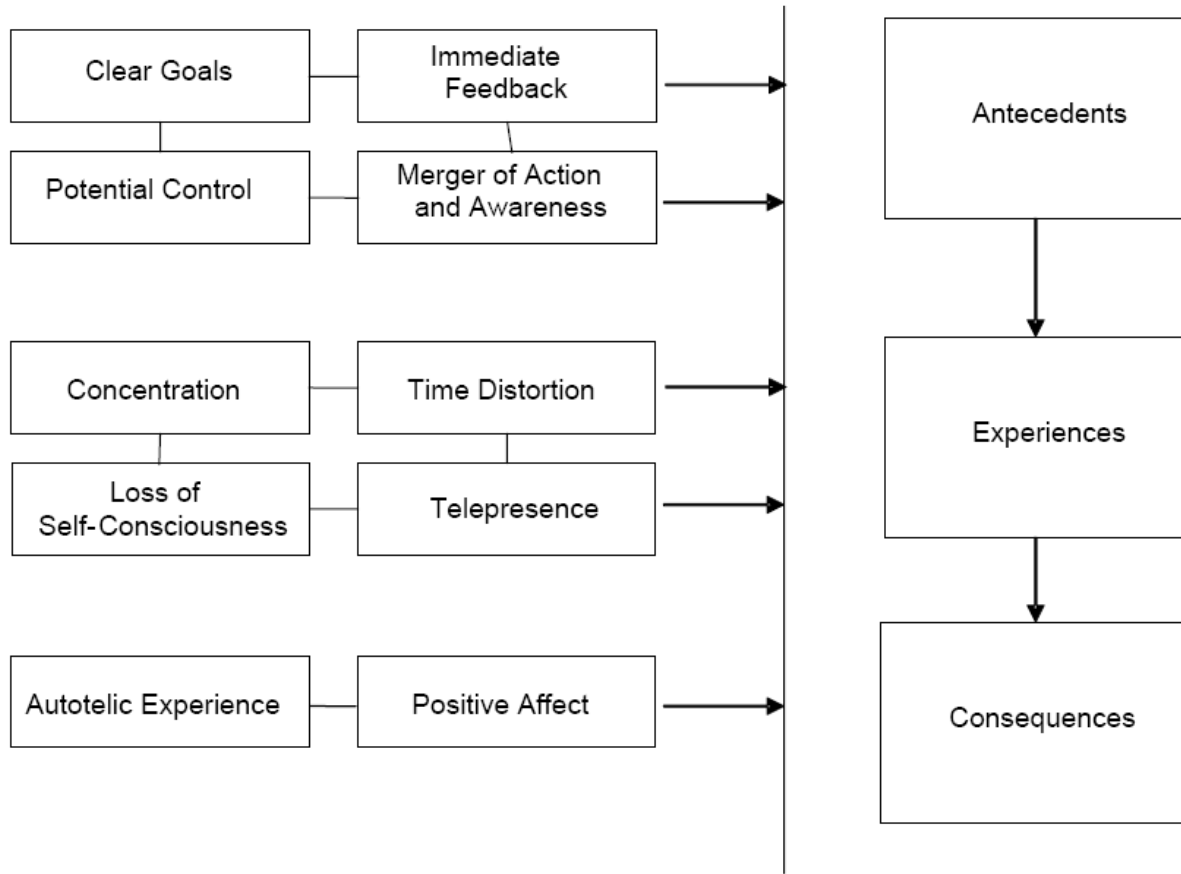 Clear Goals
Immediate
Feedback
Potential Control
Merger of Action
and Awareness
Concentration
Time Distortion
Loss of
Self-Consciousness
Telepresence
Autotelic Experience
Positive Affect
Antecedents
Experiences
Consequences